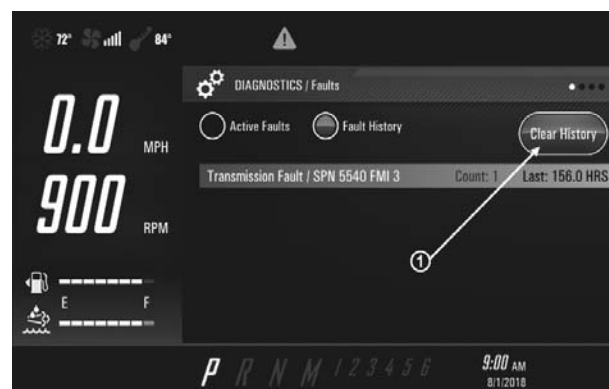 72° 84°
DIAGNOSTICS / Faults
Active Faults Fault History Clear History
Transmission Fault / SPN 5540 FMI 3 Count: 1 Last: 156.0 HRS
0.0 MPH
900 RPM
①
E F
P R N M 1 2 3 4 5 6 9:00 AM
8/1/2018